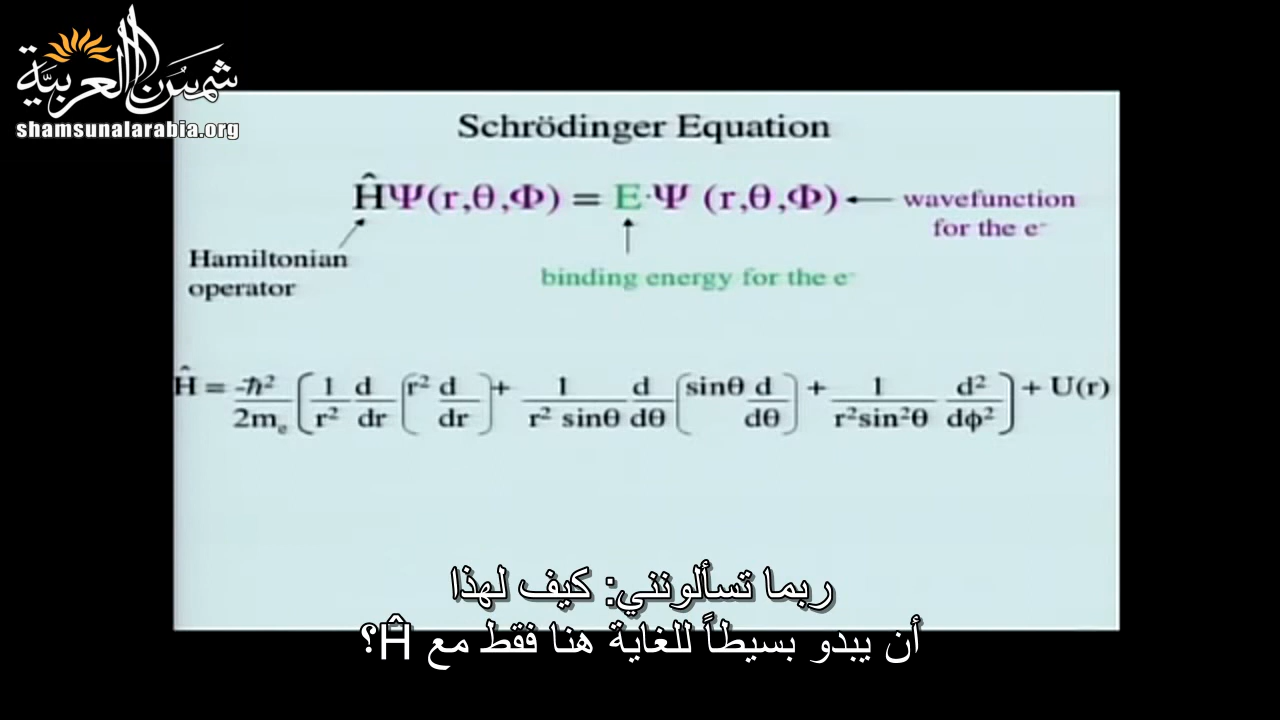 شمس العربية
shamsunalarabia.org
Schrödinger Equation
ĤΨ(r,θ,Φ) = E·Ψ (r,θ,Φ) ← wavefunction for the e⁻
Hamiltonian operator
binding energy for the e⁻
Ĥ = -ħ²/2mₑ [1/r² d/dr (r² d/dr) + 1/r² sinθ d/dθ (sinθ d/dθ) + 1/r²sin²θ d²/dϕ²] + U(r)
ربما تسألونني: كيف لهذا
أن يبدو بسيطاً للغاية هنا فقط مع Ĥ؟